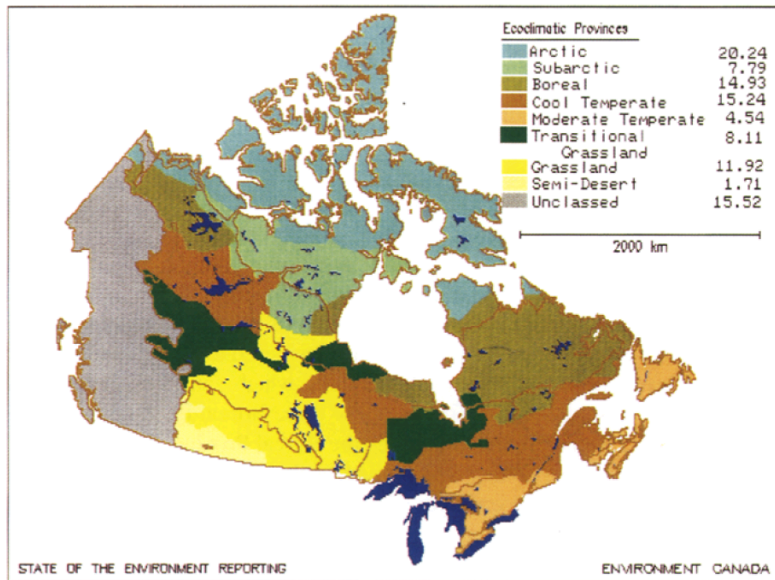 Ecoclimatic Provinces
Arctic 20.24
Subarctic 7.79
Boreal 14.93
Cool Temperate 15.24
Moderate Temperate 4.54
Transitional 8.11
Grassland
Grassland 11.92
Semi-Desert 1.71
Unclassed 15.52
2000 km
STATE OF THE ENVIRONMENT REPORTING
ENVIRONMENT CANADA